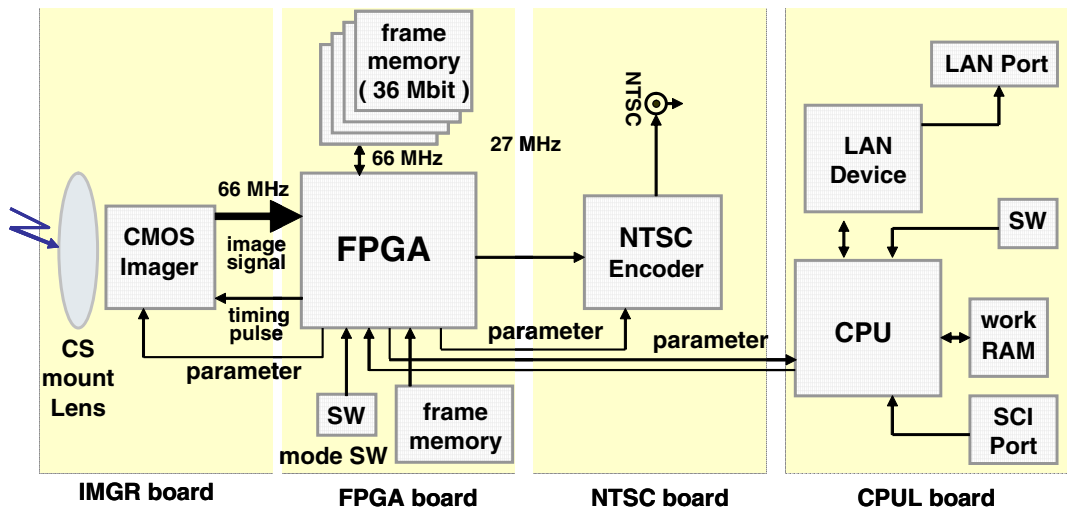 frame
memory
( 36 Mbit )
66 MHz
27 MHz
NTSC
LAN Port
LAN
Device
66 MHz
CMOS
Imager
image
signal
FPGA
NTSC
Encoder
SW
timing
pulse
CPU
work
RAM
CS
mount
Lens
parameter
parameter
parameter
SW
mode SW
frame
memory
SCI
Port
IMGR board
FPGA board
NTSC board
CPUL board